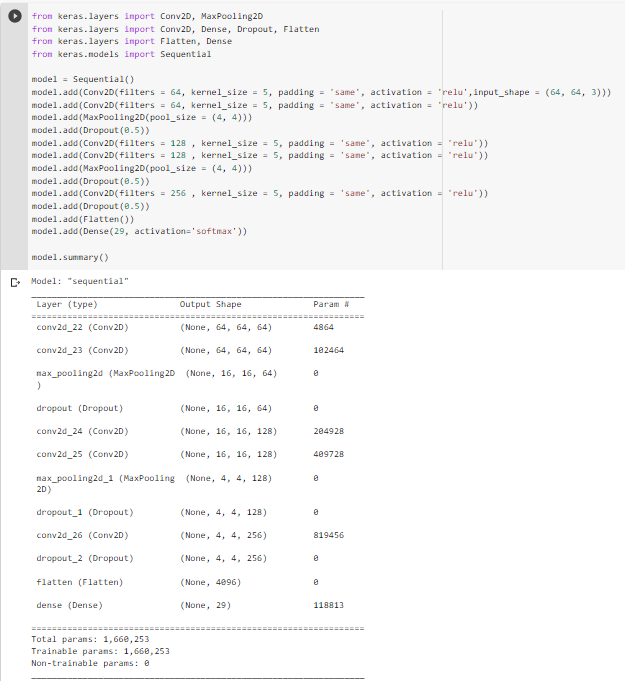 from keras.layers import Conv2D, MaxPooling2D
from keras.layers import Conv2D, Dense, Dropout, Flatten
from keras.layers import Flatten, Dense
from keras.models import Sequential
model = Sequential()
model.add(Conv2D(filters = 64, kernel_size = 5, padding = 'same', activation = 'relu',input_shape = (64, 64, 3)))
model.add(Conv2D(filters = 64, kernel_size = 5, padding = 'same', activation = 'relu'))
model.add(MaxPooling2D(pool_size = (4, 4)))
model.add(Dropout(0.5))
model.add(Conv2D(filters = 128 , kernel_size = 5, padding = 'same', activation = 'relu'))
model.add(Conv2D(filters = 128 , kernel_size = 5, padding = 'same', activation = 'relu'))
model.add(MaxPooling2D(pool_size = (4, 4)))
model.add(Dropout(0.5))
model.add(Conv2D(filters = 256 , kernel_size = 5, padding = 'same', activation = 'relu'))
model.add(Dropout(0.5))
model.add(Flatten())
model.add(Dense(29, activation='softmax'))
model.summary()
Model: "sequential"
Layer (type) Output Shape Param #
conv2d_22 (Conv2D) (None, 64, 64, 64) 4864
conv2d_23 (Conv2D) (None, 64, 64, 64) 102464
max_pooling2d (MaxPooling2D (None, 16, 16, 64) 0
)
dropout (Dropout) (None, 16, 16, 64) 0
conv2d_24 (Conv2D) (None, 16, 16, 128) 204928
conv2d_25 (Conv2D) (None, 16, 16, 128) 409728
max_pooling2d_1 (MaxPooling (None, 4, 4, 128) 0
2D)
dropout_1 (Dropout) (None, 4, 4, 128) 0
conv2d_26 (Conv2D) (None, 4, 4, 256) 819456
dropout_2 (Dropout) (None, 4, 4, 256) 0
flatten (Flatten) (None, 4096) 0
dense (Dense) (None, 29) 118813
Total params: 1,660,253
Trainable params: 1,660,253
Non-trainable params: 0